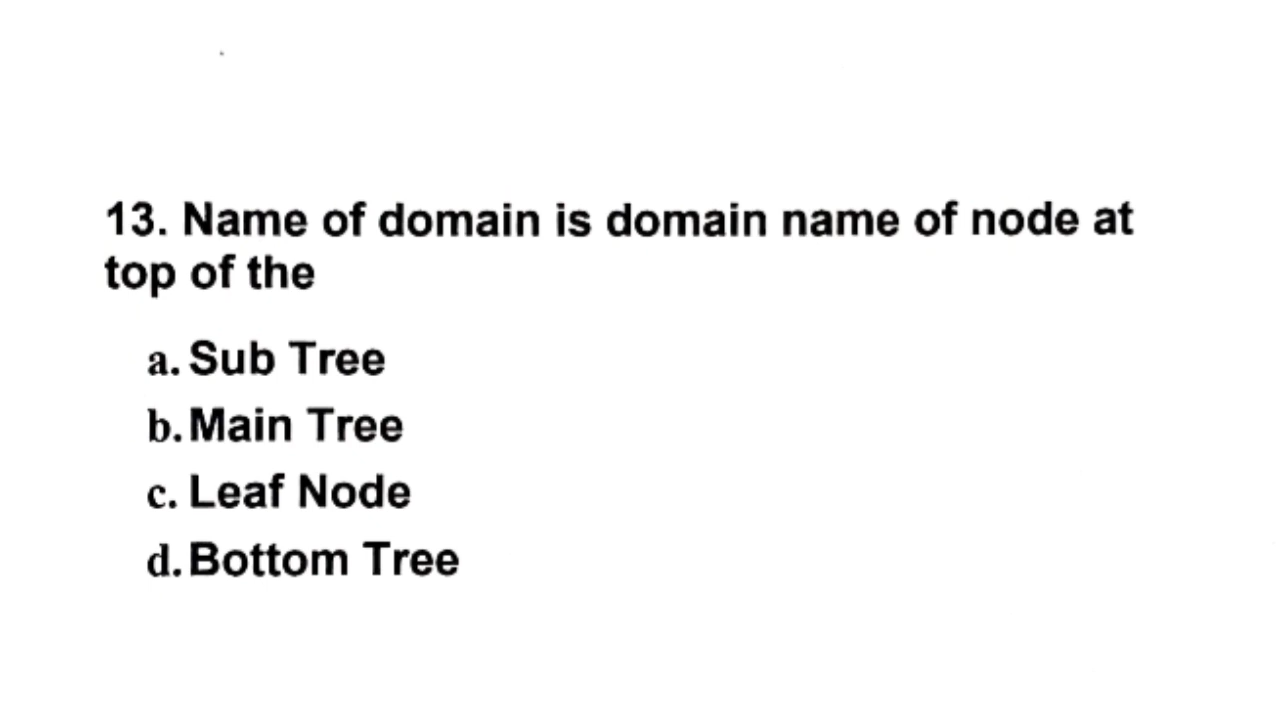 13. Name of domain is domain name of node at
top of the
a. Sub Tree
b. Main Tree
c. Leaf Node
d. Bottom Tree